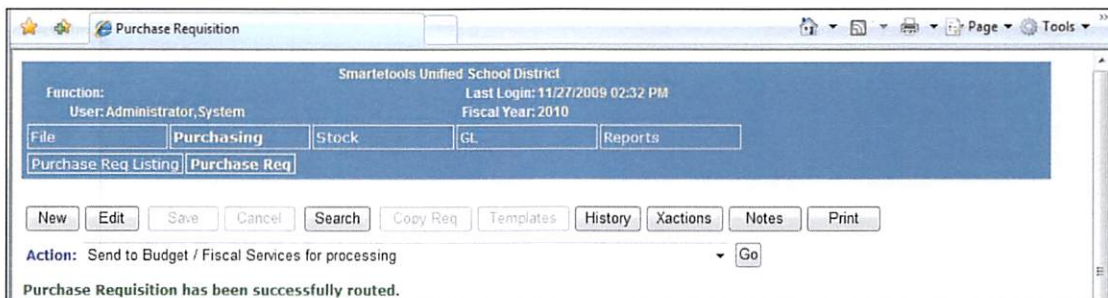 Purchase Requisition Page Tools »
Smartetools Unified School District
Function: Last Login: 11/27/2009 02:32 PM
User: Administrator,System Fiscal Year: 2010
File Purchasing Stock GL Reports
Purchase Req Listing Purchase Req
New Edit Save Cancel Search Copy Req Templates History Xactions Notes Print
Action: Send to Budget / Fiscal Services for processing Go
Purchase Requisition has been successfully routed.